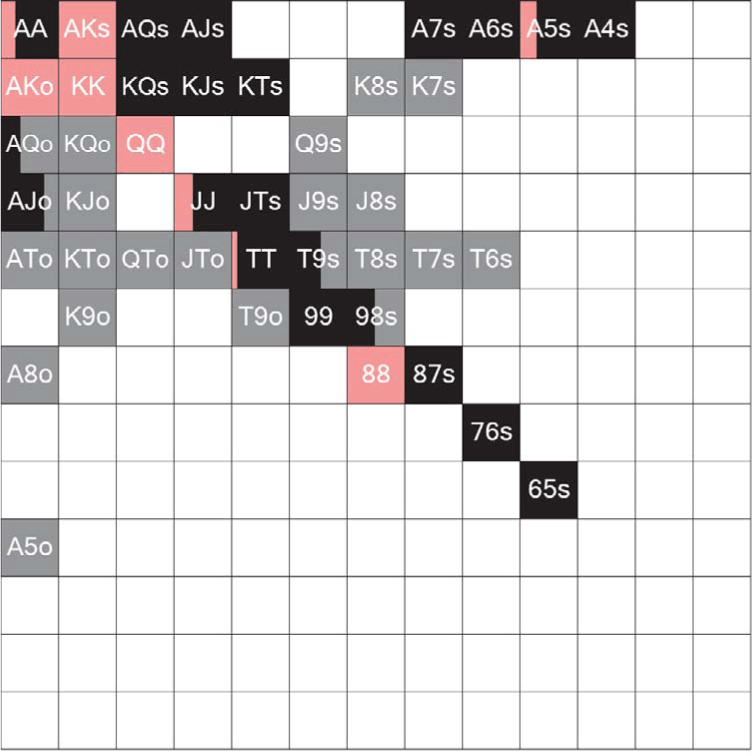 AA AKs AQs AJs A7s A6s A5s A4s
AKo KK KQs KJs KTs K8s K7s
AQo KQo QQ Q9s
AJo KJo JJ JTs J9s J8s
ATo KTo QTo JTo TT T9s T8s T7s T6s
K9o T9o 99 98s
A8o 88 87s
76s
65s
A5o